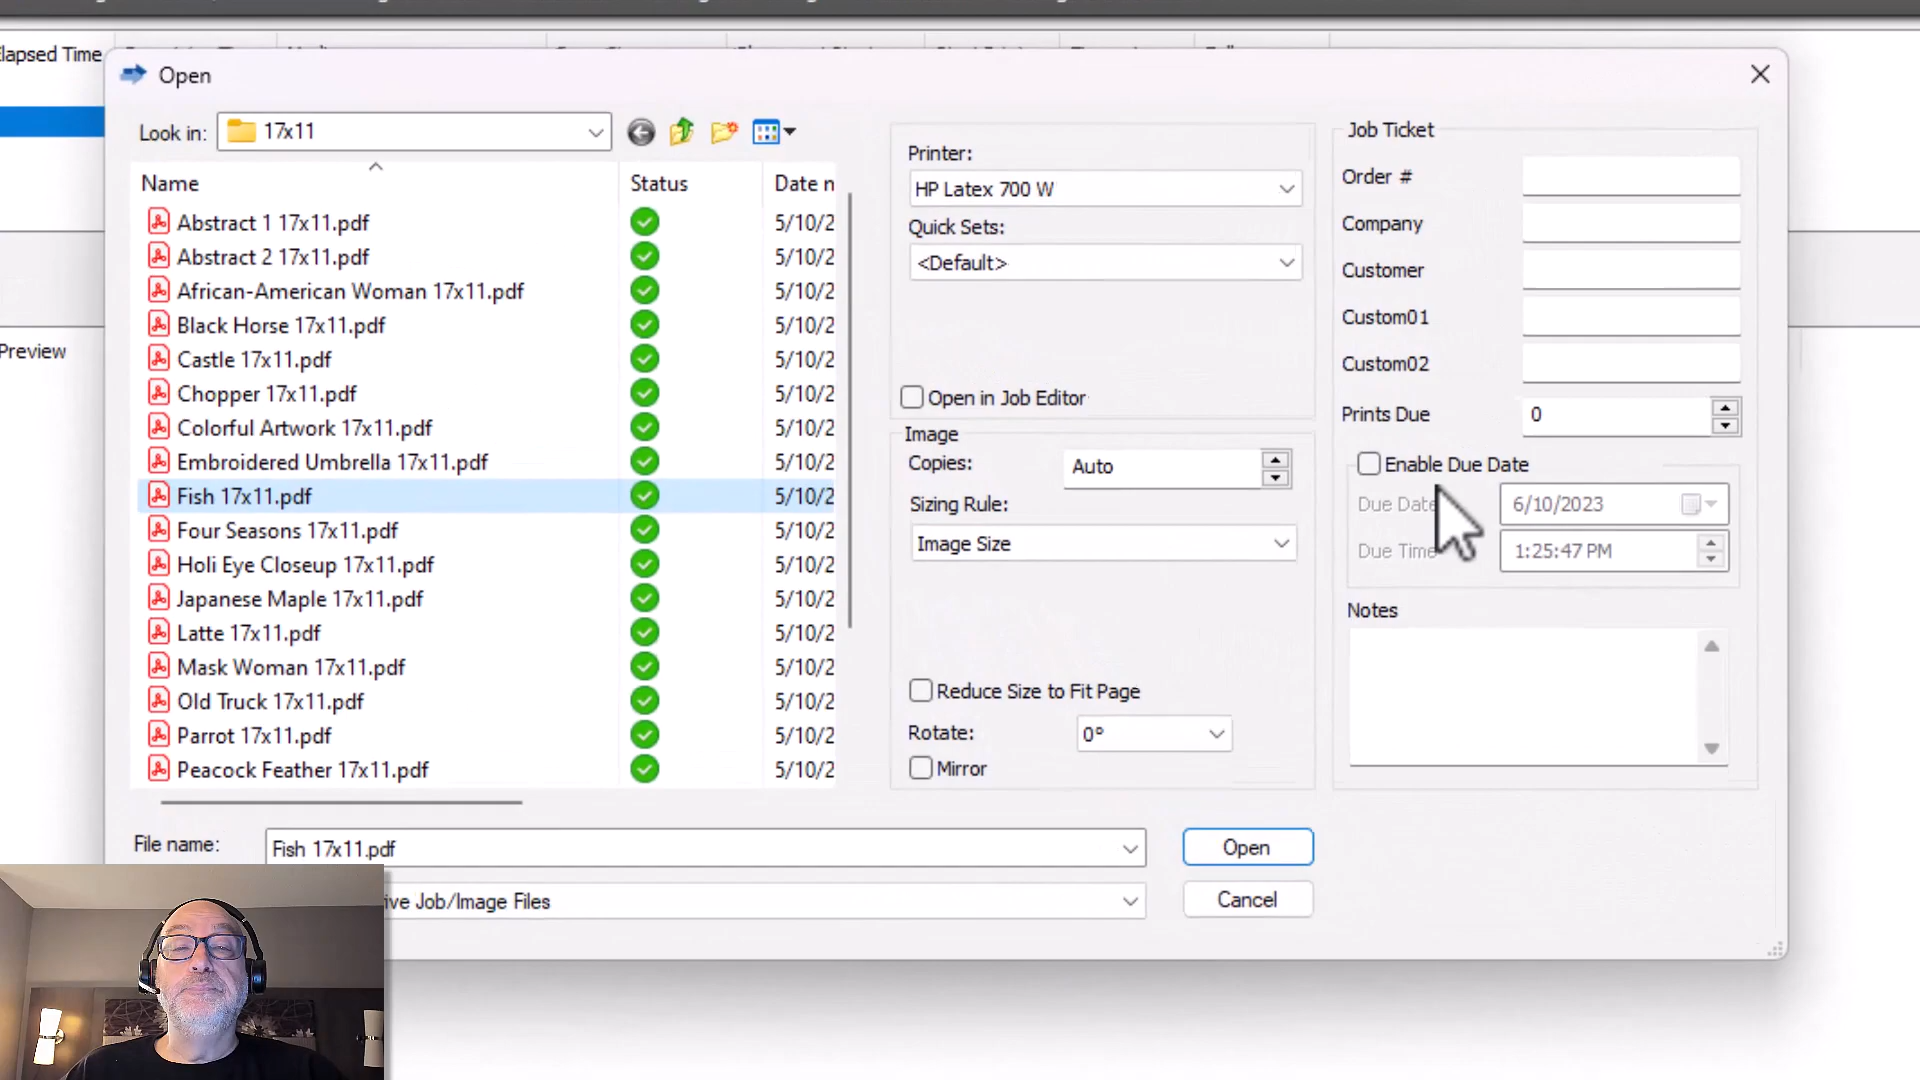 Elapsed Time
Preview
Open
Look in:
17x11
Name
Status
Date n
Abstract 1 17x11.pdf
5/10/2
Abstract 2 17x11.pdf
5/10/2
African-American Woman 17x11.pdf
5/10/2
Black Horse 17x11.pdf
5/10/2
Castle 17x11.pdf
5/10/2
Chopper 17x11.pdf
5/10/2
Colorful Artwork 17x11.pdf
5/10/2
Embroidered Umbrella 17x11.pdf
5/10/2
Fish 17x11.pdf
5/10/2
Four Seasons 17x11.pdf
5/10/2
Holi Eye Closeup 17x11.pdf
5/10/2
Japanese Maple 17x11.pdf
5/10/2
Latte 17x11.pdf
5/10/2
Mask Woman 17x11.pdf
5/10/2
Old Truck 17x11.pdf
5/10/2
Parrot 17x11.pdf
5/10/2
Peacock Feather 17x11.pdf
5/10/2
File name:
Fish 17x11.pdf
ive Job/Image Files
Open
Cancel
Printer:
HP Latex 700 W
Quick Sets:
<Default>
Open in Job Editor
Image
Copies:
Auto
Sizing Rule:
Image Size
Reduce Size to Fit Page
Rotate:
0°
Mirror
Job Ticket
Order #
Company
Customer
Custom01
Custom02
Prints Due
0
Enable Due Date
Due Date
6/10/2023
Due Time
1:25:47 PM
Notes